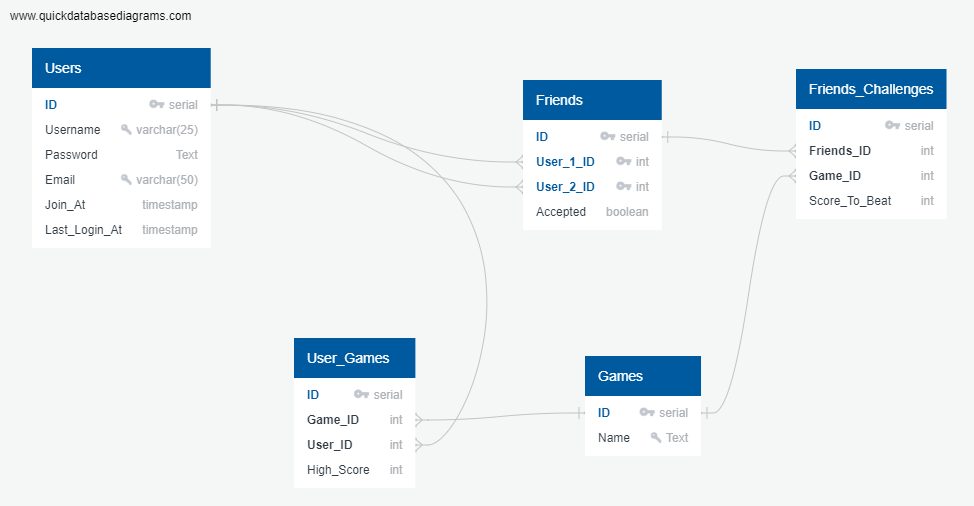 www.quickdatabasediagrams.com
Users
ID serial
Username varchar(25)
Password Text
Email varchar(50)
Join_At timestamp
Last_Login_At timestamp
Friends
ID serial
User_1_ID int
User_2_ID int
Accepted boolean
Friends_Challenges
ID serial
Friends_ID int
Game_ID int
Score_To_Beat int
User_Games
ID serial
Game_ID int
User_ID int
High_Score int
Games
ID serial
Name Text